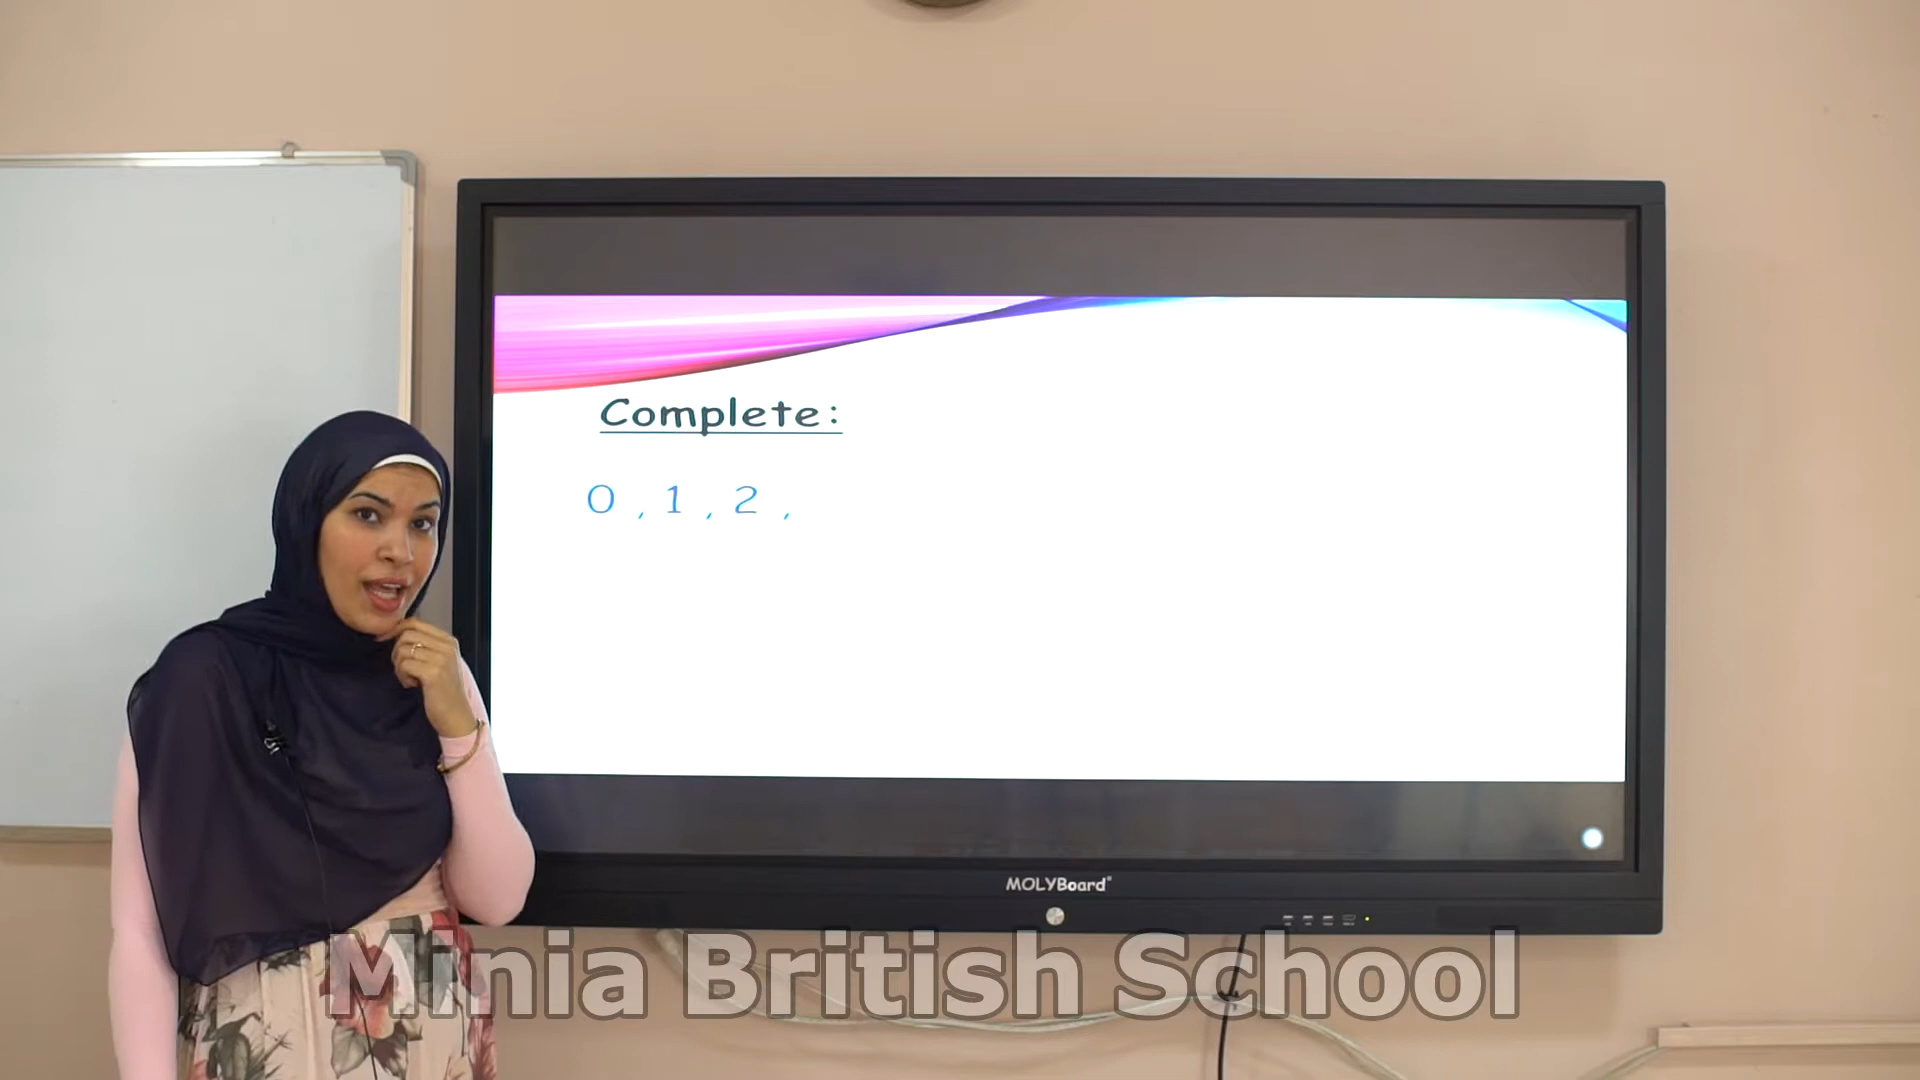 Complete:
0 , 1 , 2 ,
MOLYBoard
Minia British School